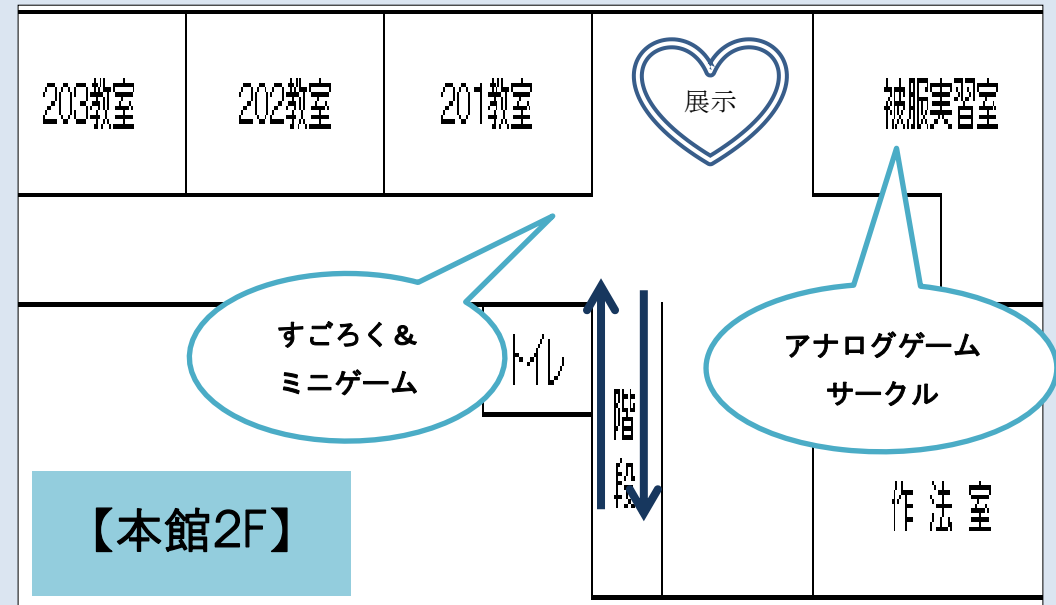 203教室
202教室
201教室
展示
被服実習室
すごろく＆
ミニゲーム
トイレ
階段
アナログゲーム
サークル
作法室
【本館2F】